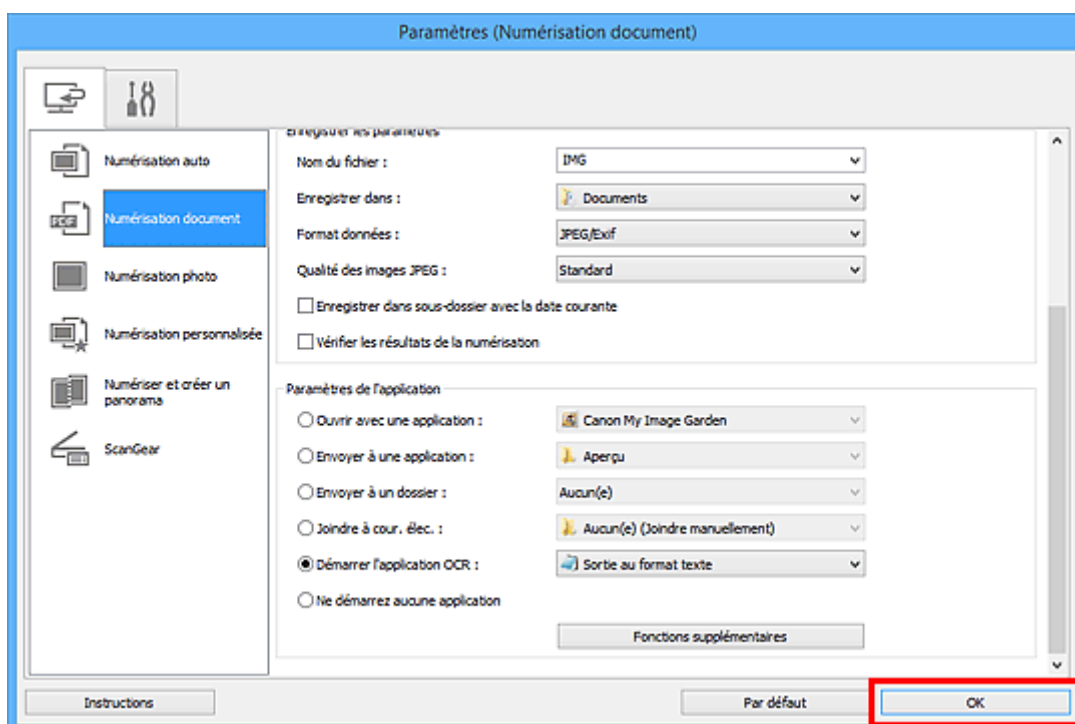 Paramètres (Numérisation document)
Enregistrer les paramètres
Numérisation auto
Numérisation document
Numérisation photo
Numérisation personnalisée
Numériser et créer un
panorama
ScanGear
Nom du fichier :
IMG
Enregistrer dans :
Documents
Format données :
JPEG/Exif
Qualité des images JPEG :
Standard
Enregistrer dans sous-dossier avec la date courante
Vérifier les résultats de la numérisation
Paramètres de l'application
Ouvrir avec une application :
Canon My Image Garden
Envoyer à une application :
Aperçu
Envoyer à un dossier :
Aucun(e)
Joindre à cour. élec. :
Aucun(e) (Joindre manuellement)
Démarrer l'application OCR :
Sortie au format texte
Ne démarrez aucune application
Fonctions supplémentaires
Instructions
Par défaut
OK